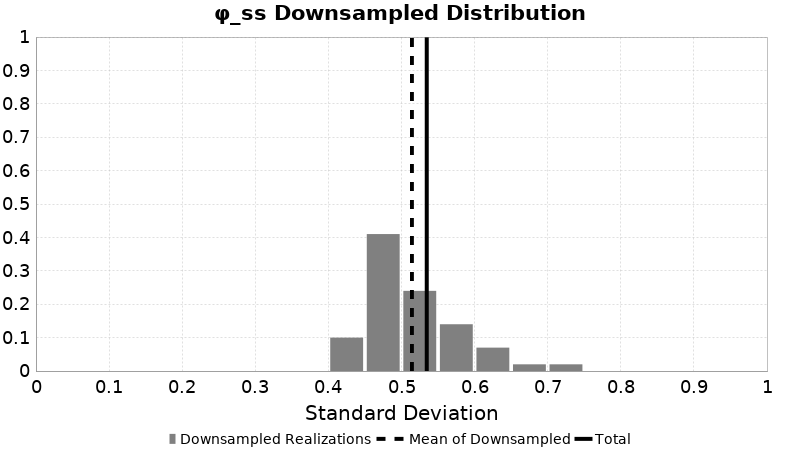 φ_ss Downsampled Distribution
1
0.9
0.8
0.7
0.6
0.5
0.4
0.3
0.2
0.1
0
0 0.1 0.2 0.3 0.4 0.5 0.6 0.7 0.8 0.9 1
Standard Deviation
Downsampled Realizations Mean of Downsampled Total